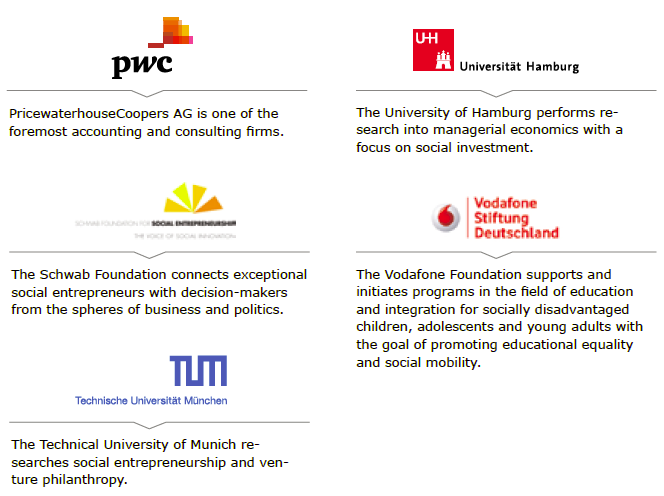 pwc
PricewaterhouseCoopers AG is one of the
foremost accounting and consulting firms.
UH
Universität Hamburg
The University of Hamburg performs re-
search into managerial economics with a
focus on social investment.
SCHWAB FOUNDATION FOR SOCIAL ENTREPRENEURSHIP
THE VOICE OF SOCIAL INNOVATION
The Schwab Foundation connects exceptional
social entrepreneurs with decision-makers
from the spheres of business and politics.
Vodafone
Stiftung
Deutschland
The Vodafone Foundation supports and
initiates programs in the field of education
and integration for socially disadvantaged
children, adolescents and young adults with
the goal of promoting educational equality
and social mobility.
TUM
Technische Universität München
The Technical University of Munich re-
searches social entrepreneurship and ven-
ture philanthropy.